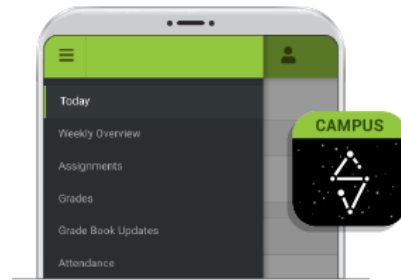 Today
Weekly Overview
Assignments
Grades
Grade Book Updates
Attendance
CAMPUS